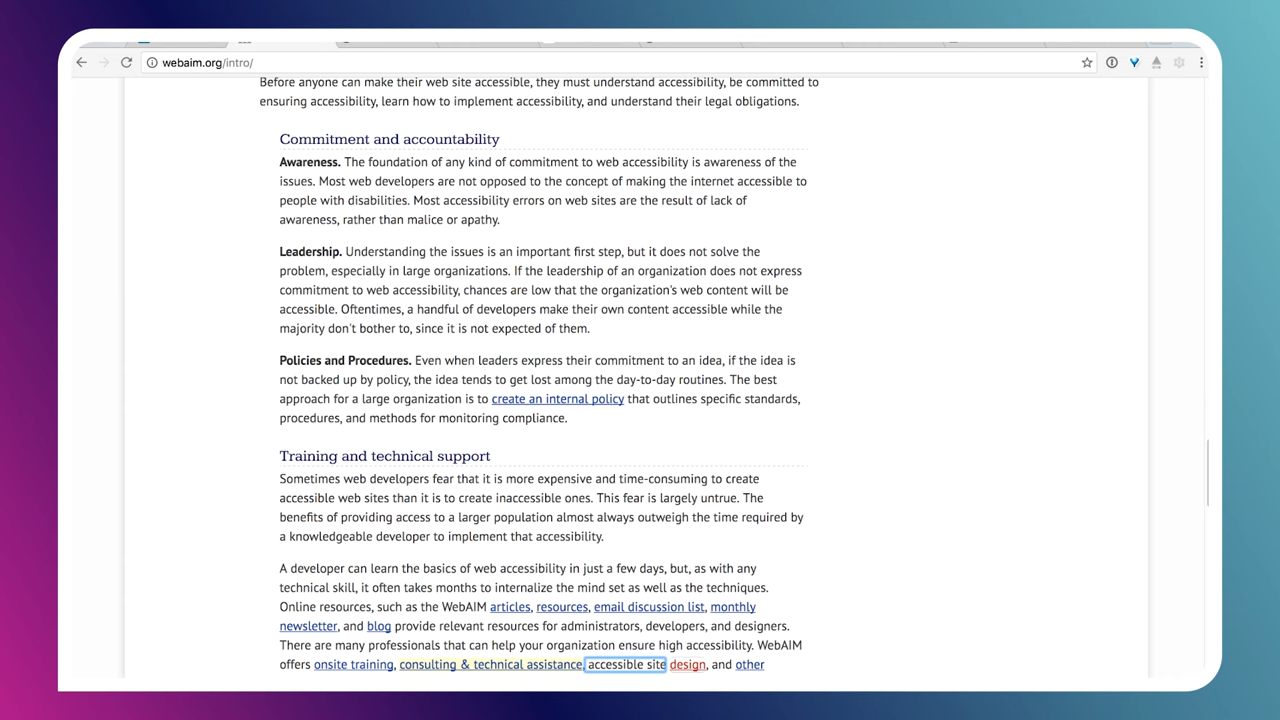 webaim.org/intro/
Before anyone can make their web site accessible, they must understand accessibility, be committed to
ensuring accessibility, learn how to implement accessibility, and understand their legal obligations.
Commitment and accountability
Awareness. The foundation of any kind of commitment to web accessibility is awareness of the
issues. Most web developers are not opposed to the concept of making the internet accessible to
people with disabilities. Most accessibility errors on web sites are the result of lack of
awareness, rather than malice or apathy.
Leadership. Understanding the issues is an important first step, but it does not solve the
problem, especially in large organizations. If the leadership of an organization does not express
commitment to web accessibility, chances are low that the organization's web content will be
accessible. Oftentimes, a handful of developers make their own content accessible while the
majority don't bother to, since it is not expected of them.
Policies and Procedures. Even when leaders express their commitment to an idea, if the idea is
not backed up by policy, the idea tends to get lost among the day-to-day routines. The best
approach for a large organization is to create an internal policy that outlines specific standards,
procedures, and methods for monitoring compliance.
Training and technical support
Sometimes web developers fear that it is more expensive and time-consuming to create
accessible web sites than it is to create inaccessible ones. This fear is largely untrue. The
benefits of providing access to a larger population almost always outweigh the time required by
a knowledgeable developer to implement that accessibility.
A developer can learn the basics of web accessibility in just a few days, but, as with any
technical skill, it often takes months to internalize the mind set as well as the techniques.
Online resources, such as the WebAIM articles, resources, email discussion list, monthly
newsletter, and blog provide relevant resources for administrators, developers, and designers.
There are many professionals that can help your organization ensure high accessibility. WebAIM
offers onsite training, consulting & technical assistance, accessible site design, and other